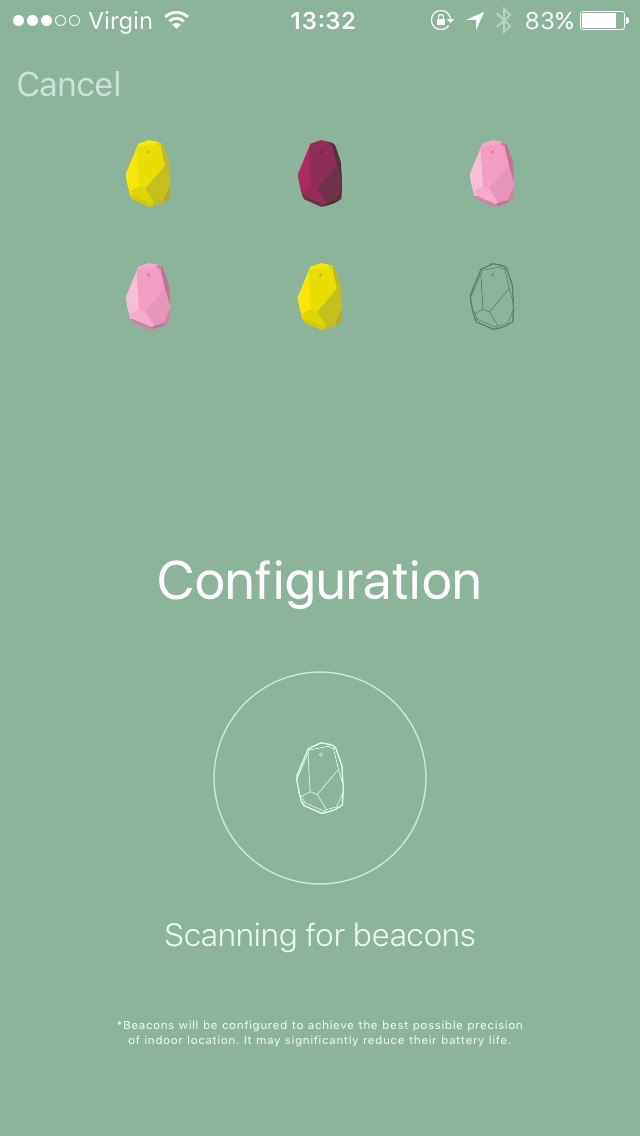 Virgin 13:32 83%
Cancel
Configuration
Scanning for beacons
*Beacons will be configured to achieve the best possible precision
of indoor location. It may significantly reduce their battery life.